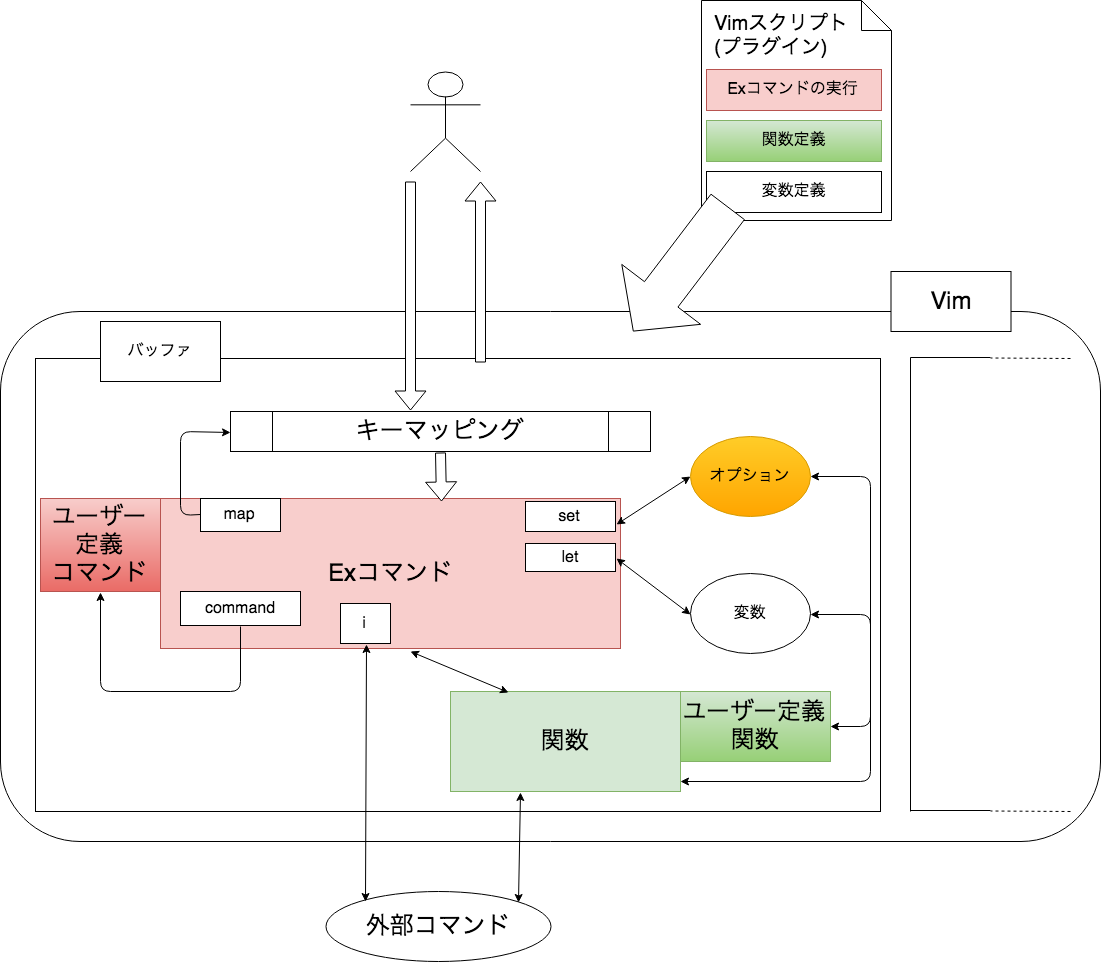 Vimスクリプト
(プラグイン)
Exコマンドの実行
関数定義
変数定義
Vim
バッファ
キーマッピング
オプション
ユーザー
定義
コマンド
map
set
let
Exコマンド
command
i
変数
関数
ユーザー定義
関数
外部コマンド